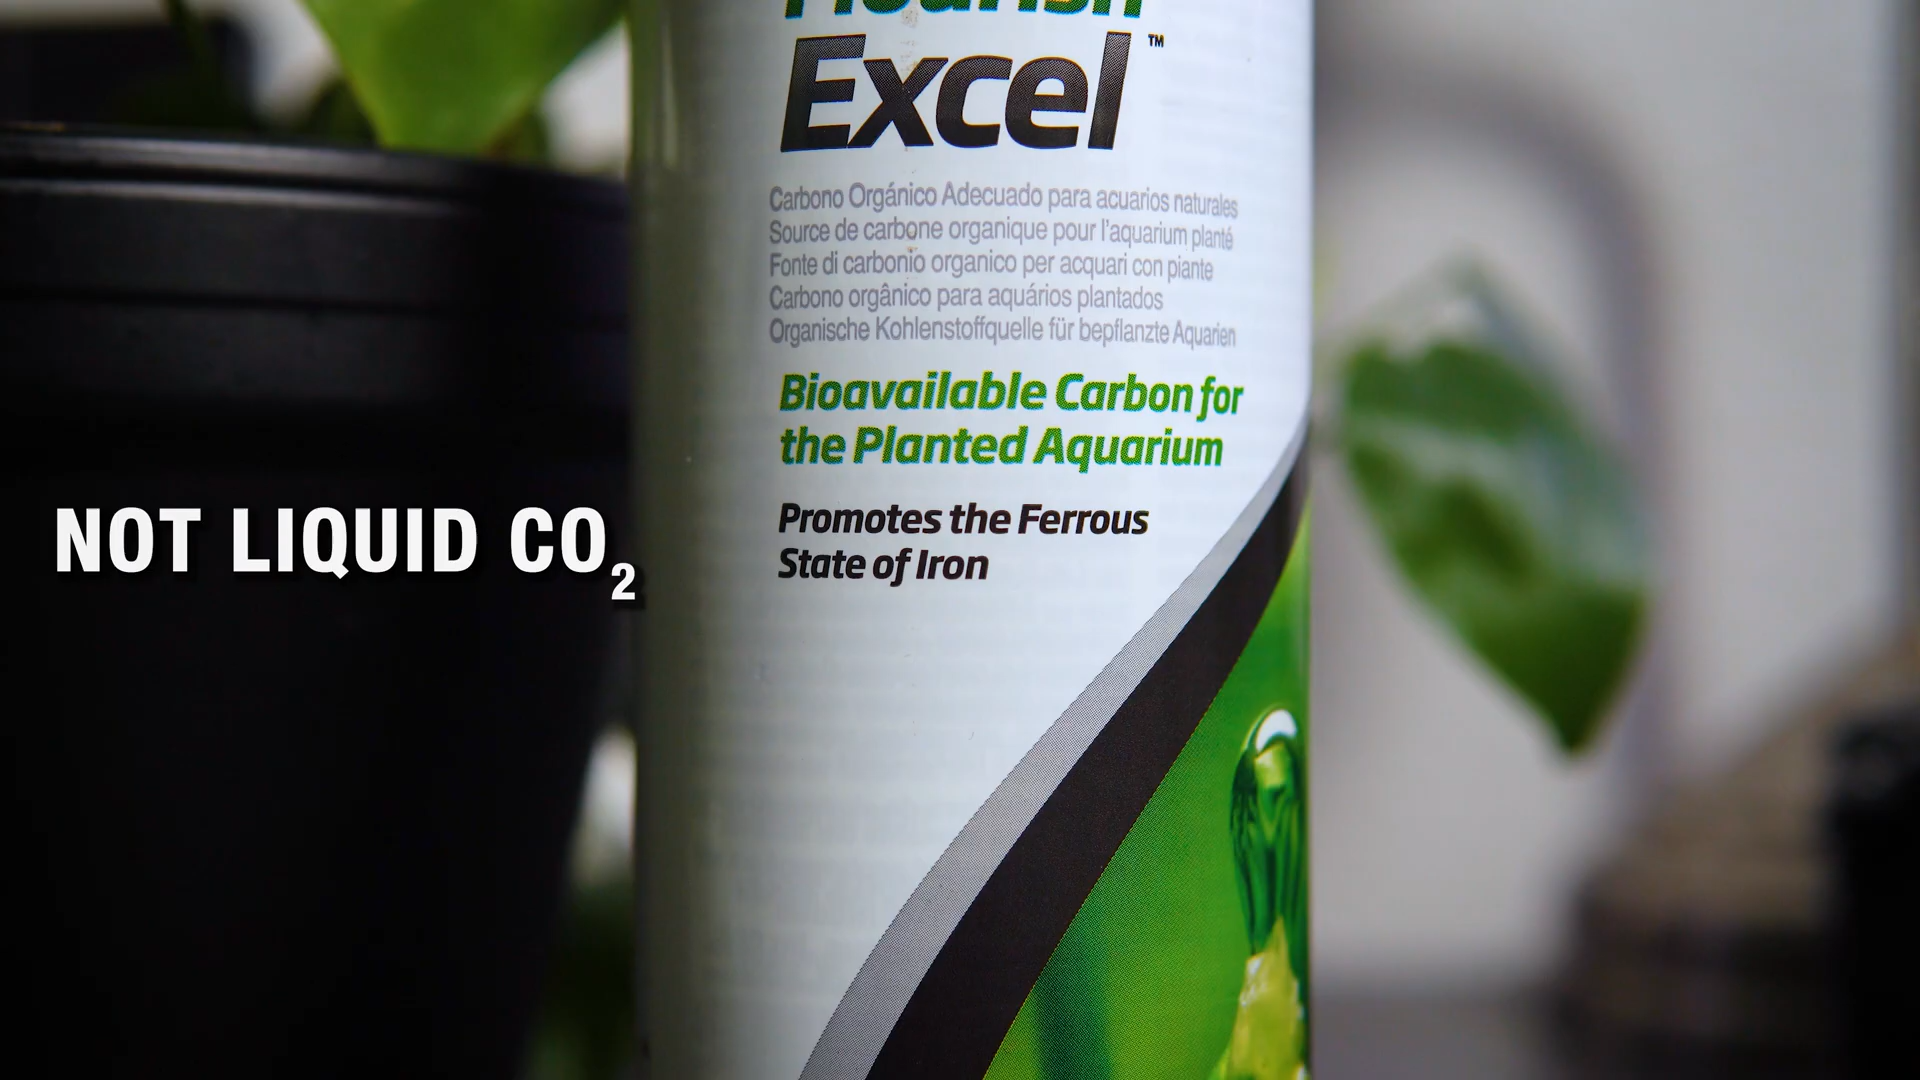 Flourish
Excel™
Carbono Orgánico Adecuado para acuarios naturales
Source de carbone organique pour l'aquarium planté
Fonte di carbonio organico per acquari con piante
Carbono orgânico para aquários plantados
Organische Kohlenstoffquelle für bepflanzte Aquarien
Bioavailable Carbon for
the Planted Aquarium
Promotes the Ferrous
State of Iron
NOT LIQUID CO₂